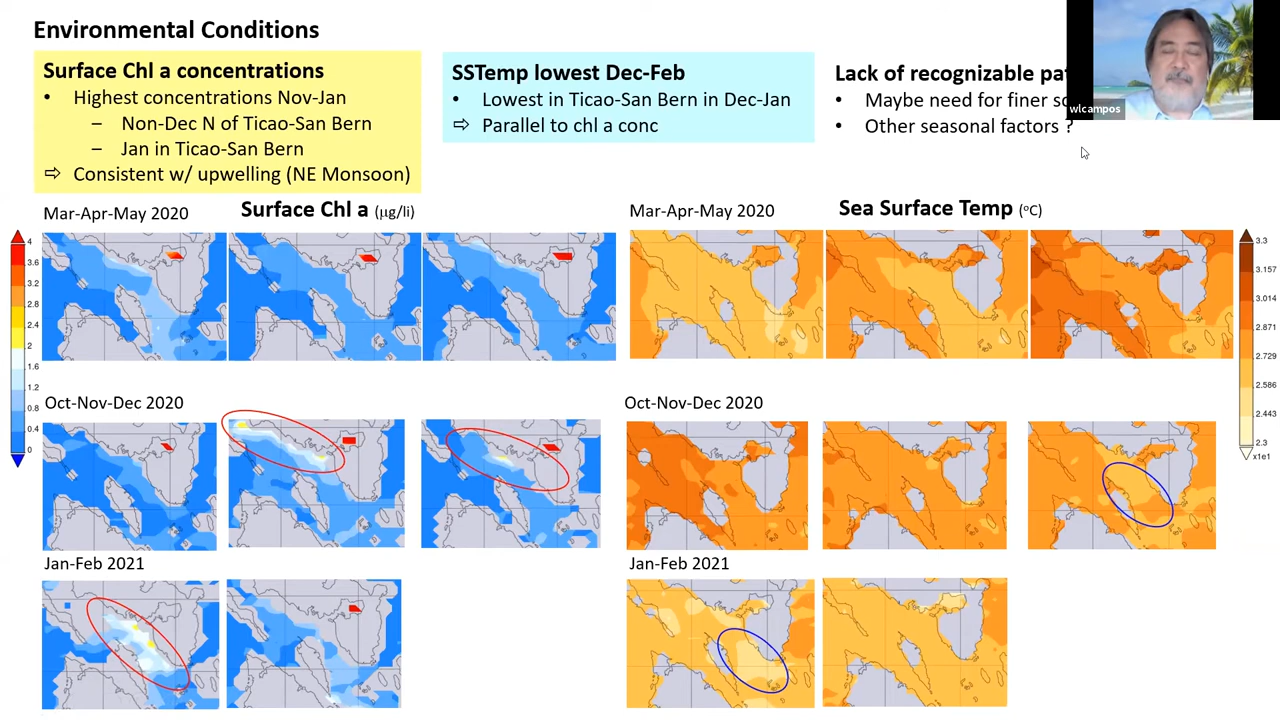 Environmental Conditions
Surface Chl a concentrations
• Highest concentrations Nov-Jan
– Non-Dec N of Ticao-San Bern
– Jan in Ticao-San Bern
⇨ Consistent w/ upwelling (NE Monsoon)
SSTemp lowest Dec-Feb
• Lowest in Ticao-San Bern in Dec-Jan
⇨ Parallel to chl a conc
Lack of recognizable
• Maybe need for finer
• Other seasonal factors ?
wlcampos
Mar-Apr-May 2020
Surface Chl a (µg/li)
4
3.6
3.2
2.8
2.4
2
1.6
1.2
0.8
0.4
0
Oct-Nov-Dec 2020
Jan-Feb 2021
Mar-Apr-May 2020
Sea Surface Temp (°C)
Oct-Nov-Dec 2020
Jan-Feb 2021
3.3
3.157
3.014
2.871
2.729
2.586
2.443
2.3
x1e1